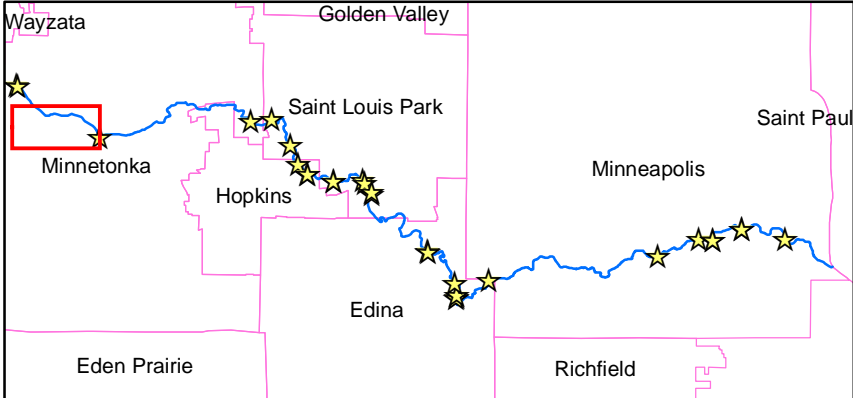 Wayzata
Golden Valley
Saint Louis Park
Saint Paul
Minnetonka
Minneapolis
Hopkins
Edina
Eden Prairie
Richfield